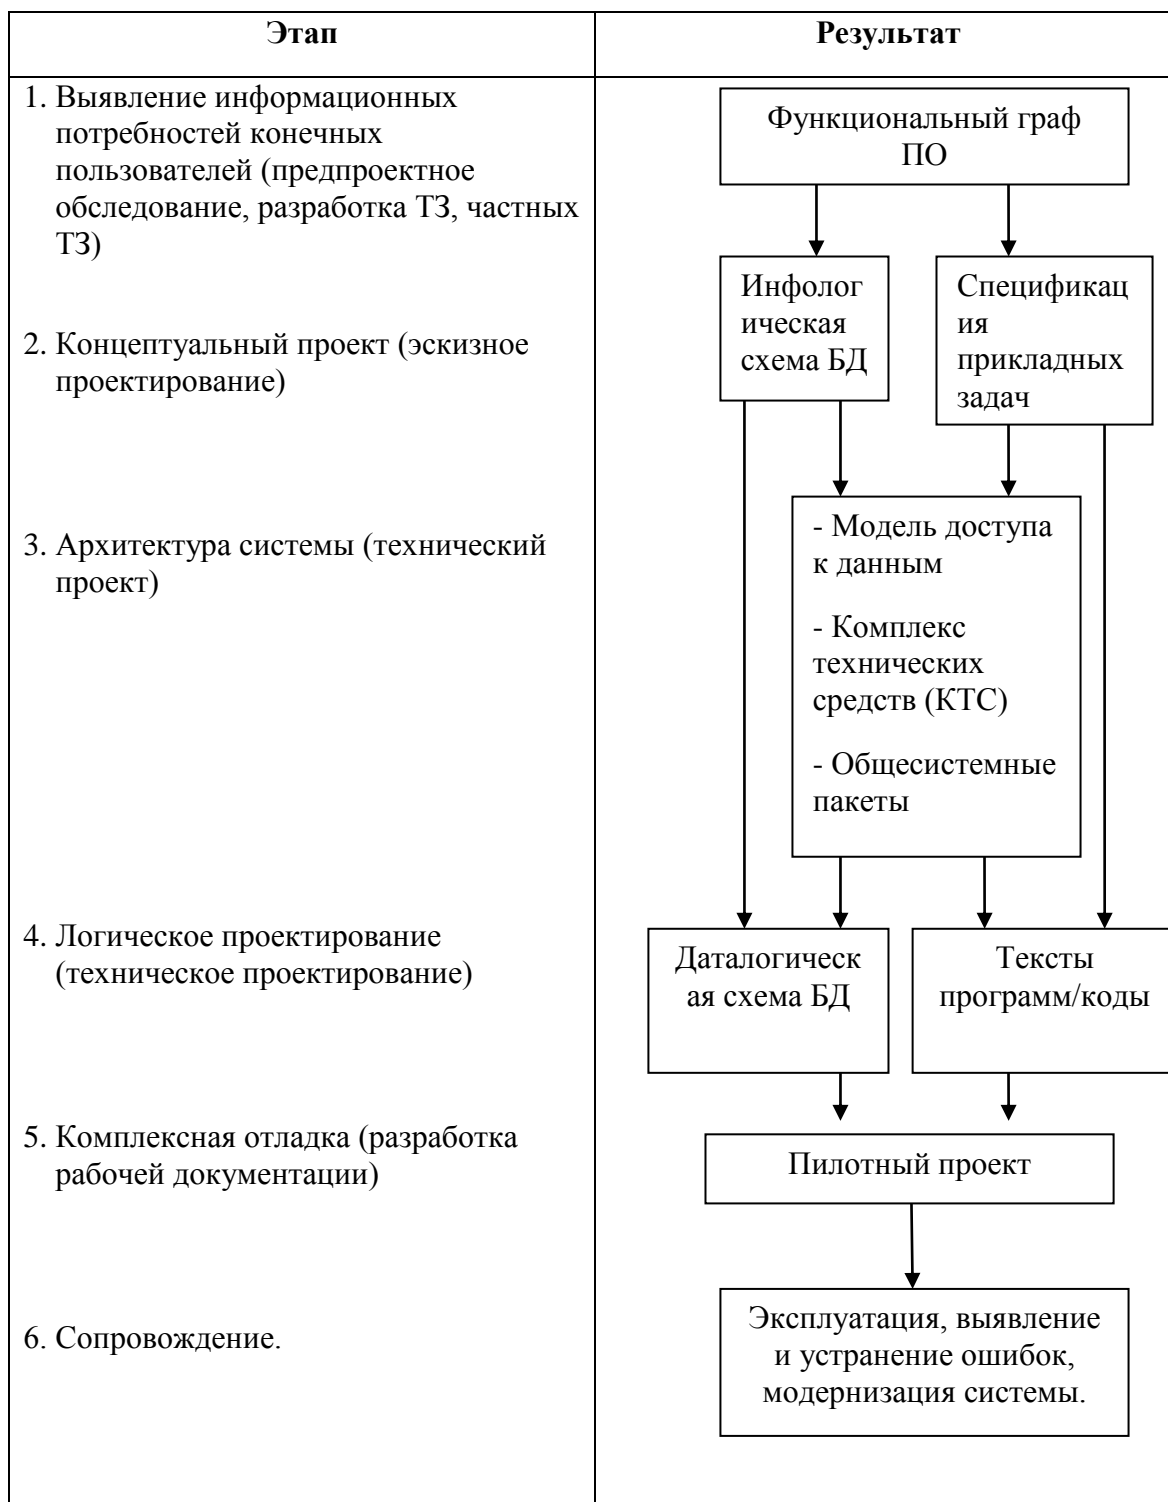 Этап
Результат
1. Выявление информационных
потребностей конечных
пользователей (предпроектное
обследование, разработка ТЗ, частных
ТЗ)
Функциональный граф
ПО
Инфолог
ическая
схема БД
Спецификац
ия
прикладных
задач
2. Концептуальный проект (эскизное
проектирование)
3. Архитектура системы (технический
проект)
- Модель доступа
к данным
- Комплекс
технических
средств (КТС)
- Общесистемные
пакеты
4. Логическое проектирование
(техническое проектирование)
Даталогическ
ая схема БД
Тексты
программ/коды
5. Комплексная отладка (разработка
рабочей документации)
Пилотный проект
6. Сопровождение.
Эксплуатация, выявление
и устранение ошибок,
модернизация системы.